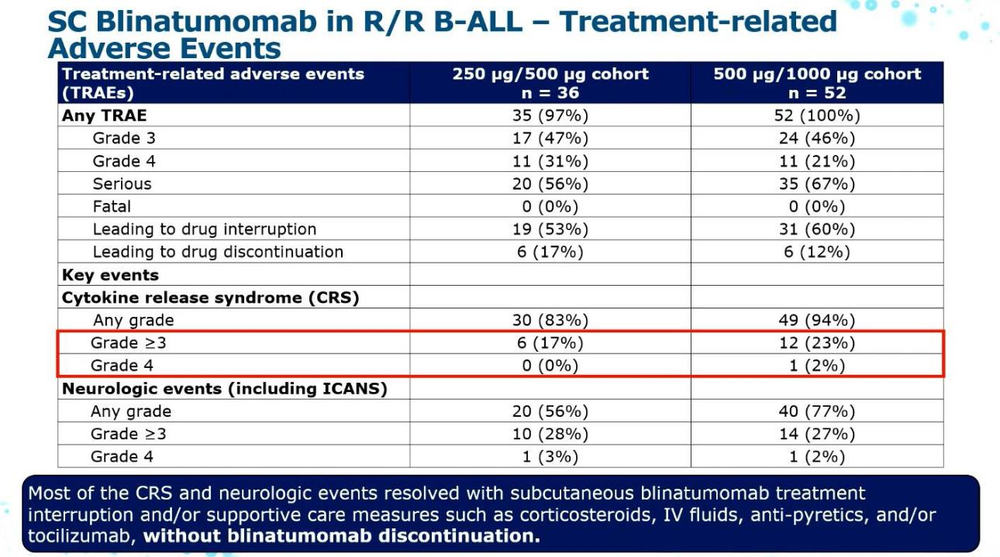 SC Blinatumomab in R/R B-ALL – Treatment-related
Adverse Events
Treatment-related adverse events (TRAEs) 250 µg/500 µg cohort n = 36 500 µg/1000 µg cohort n = 52
Any TRAE 35 (97%) 52 (100%)
Grade 3 17 (47%) 24 (46%)
Grade 4 11 (31%) 11 (21%)
Serious 20 (56%) 35 (67%)
Fatal 0 (0%) 0 (0%)
Leading to drug interruption 19 (53%) 31 (60%)
Leading to drug discontinuation 6 (17%) 6 (12%)
Key events
Cytokine release syndrome (CRS)
Any grade 30 (83%) 49 (94%)
Grade ≥3 6 (17%) 12 (23%)
Grade 4 0 (0%) 1 (2%)
Neurologic events (including ICANS)
Any grade 20 (56%) 40 (77%)
Grade ≥3 10 (28%) 14 (27%)
Grade 4 1 (3%) 1 (2%)
Most of the CRS and neurologic events resolved with subcutaneous blinatumomab treatment
interruption and/or supportive care measures such as corticosteroids, IV fluids, anti-pyretics, and/or
tocilizumab, without blinatumomab discontinuation.